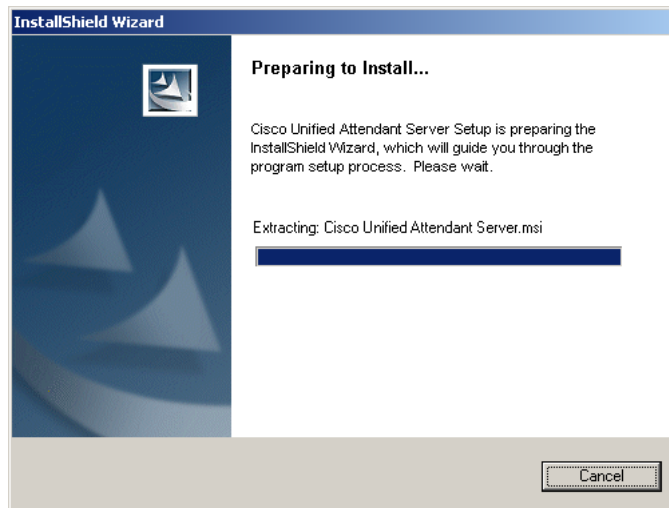 InstallShield Wizard
Preparing to Install...
Cisco Unified Attendant Server Setup is preparing the
InstallShield Wizard, which will guide you through the
program setup process. Please wait.
Extracting: Cisco Unified Attendant Server.msi
Cancel